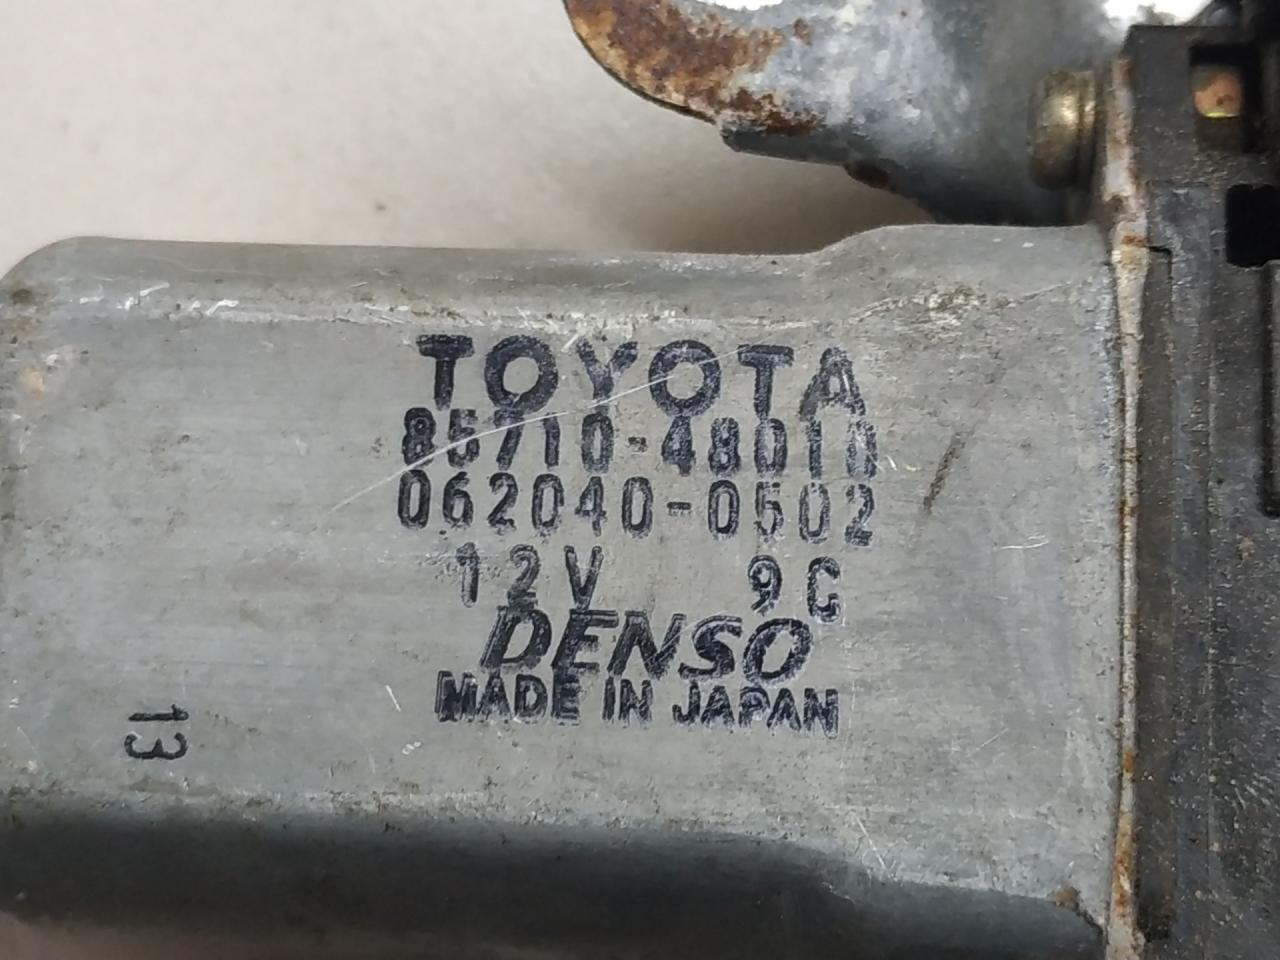 TOYOTA
85710-48010
062040-0502
12V 9C
DENSO
MADE IN JAPAN
13